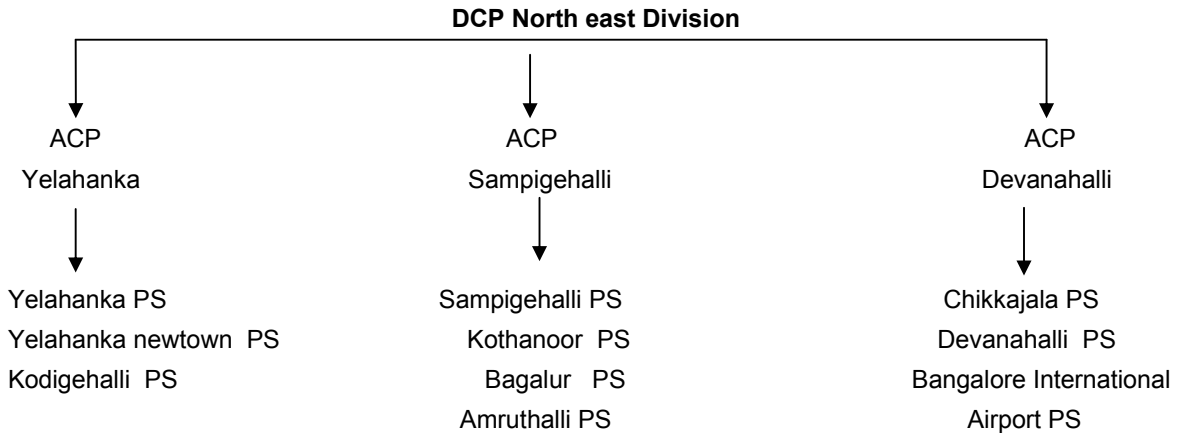 DCP North east Division
ACP
Yelahanka
Yelahanka PS
Yelahanka newtown PS
Kodigehalli PS
ACP
Sampigehalli
Sampigehalli PS
Kothanoor PS
Bagalur PS
Amruthalli PS
ACP
Devanahalli
Chikkajala PS
Devanahalli PS
Bangalore International
Airport PS